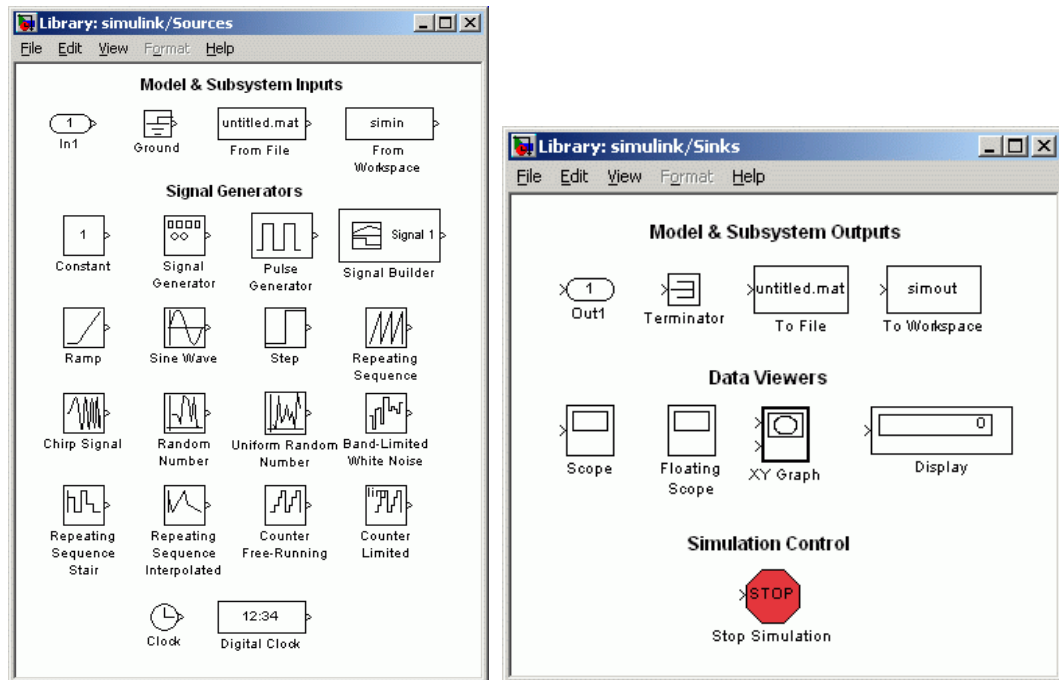 Library: simulink/Sources
File Edit View Format Help
Model & Subsystem Inputs
1 untitled.mat simin
In1 Ground From File From Workspace
Signal Generators
1 Signal 1
Constant Signal Generator Pulse Generator Signal Builder
Ramp Sine Wave Step Repeating Sequence
Chirp Signal Random Number Uniform Random Number Band-Limited White Noise
Repeating Sequence Stair Repeating Sequence Interpolated Counter Free-Running Counter Limited
12:34
Clock Digital Clock
Library: simulink/Sinks
File Edit View Format Help
Model & Subsystem Outputs
1 untitled.mat simout
Out1 Terminator To File To Workspace
Data Viewers
0
Scope Floating Scope XY Graph Display
Simulation Control
STOP
Stop Simulation